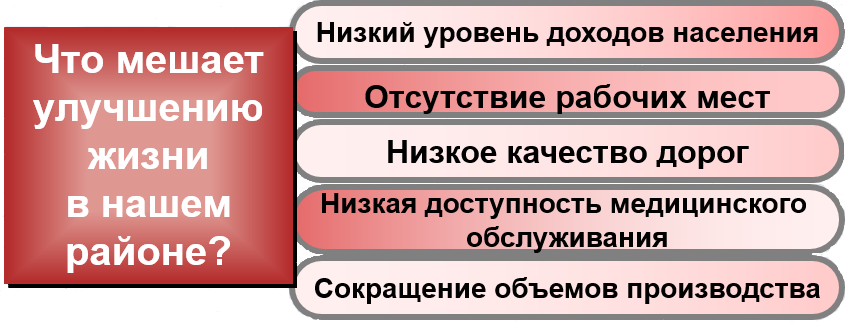 Что мешает
улучшению
жизни
в нашем
районе?
Низкий уровень доходов населения
Отсутствие рабочих мест
Низкое качество дорог
Низкая доступность медицинского
обслуживания
Сокращение объемов производства